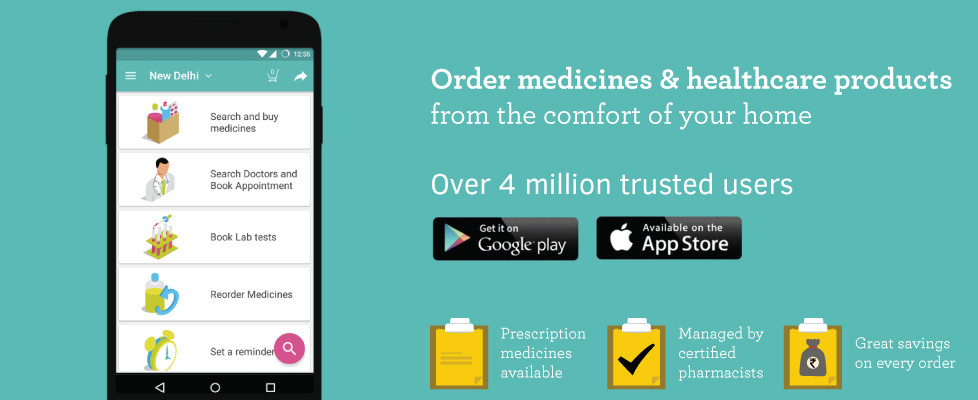 12:55
New Delhi
0
Search and buy
medicines
Search Doctors and
Book Appointment
Book Lab tests
Reorder Medicines
Set a reminder
Order medicines & healthcare products
from the comfort of your home
Over 4 million trusted users
Get it on
Google play
Available on the
App Store
Prescription
medicines
available
Managed by
certified
pharmacists
₹
Great savings
on every order